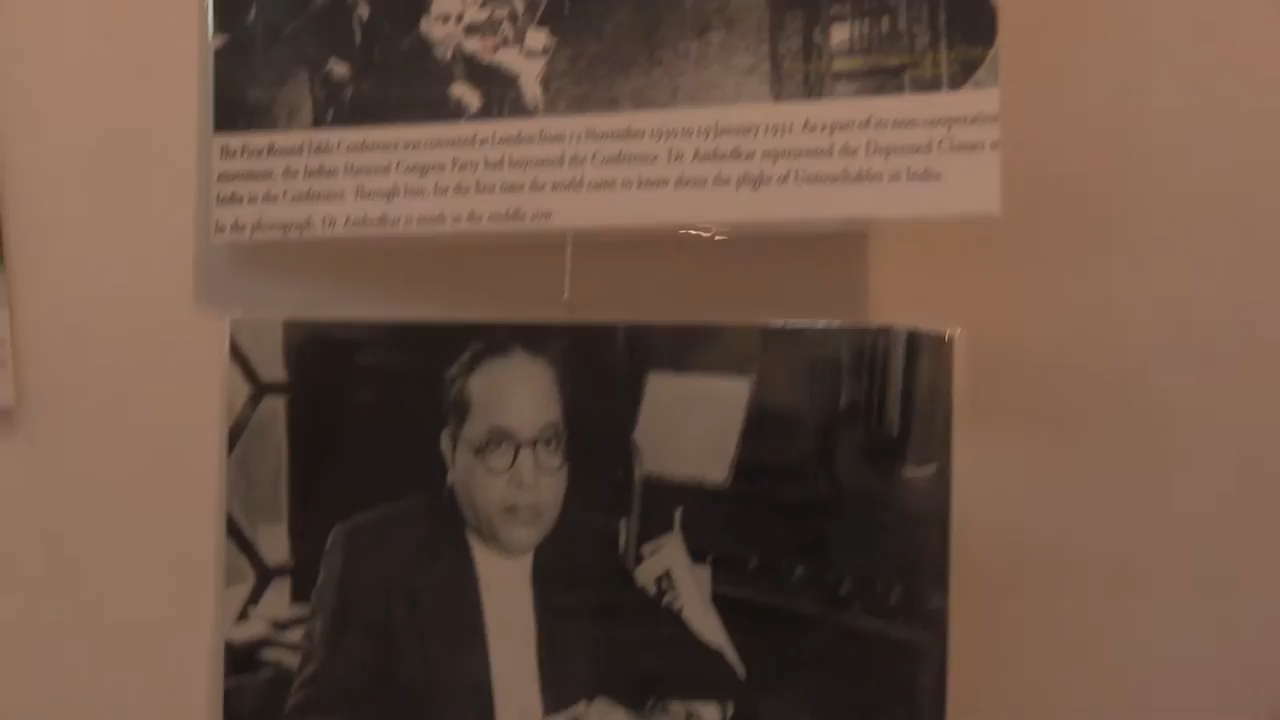 The First Round Table Conference was convened at London from 12 November 1930 to 19 January 1931. As a part of its non-cooperation
movement, the Indian National Congress Party had boycotted the Conference. Dr. Ambedkar represented the Depressed Classes of
India in the Conference. Through him, for the first time the world came to know about the plight of Untouchables in India.
In the photograph, Dr. Ambedkar is inside in the middle row.